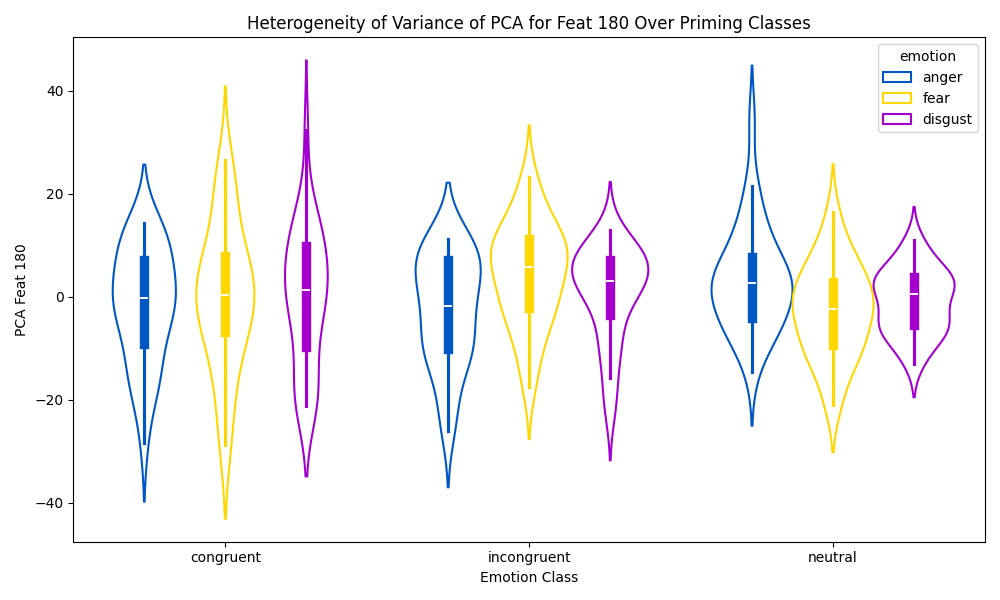 Heterogeneity of Variance of PCA for Feat 180 Over Priming Classes
emotion
anger
fear
disgust
PCA Feat 180
40
20
0
−20
−40
congruent
incongruent
neutral
Emotion Class